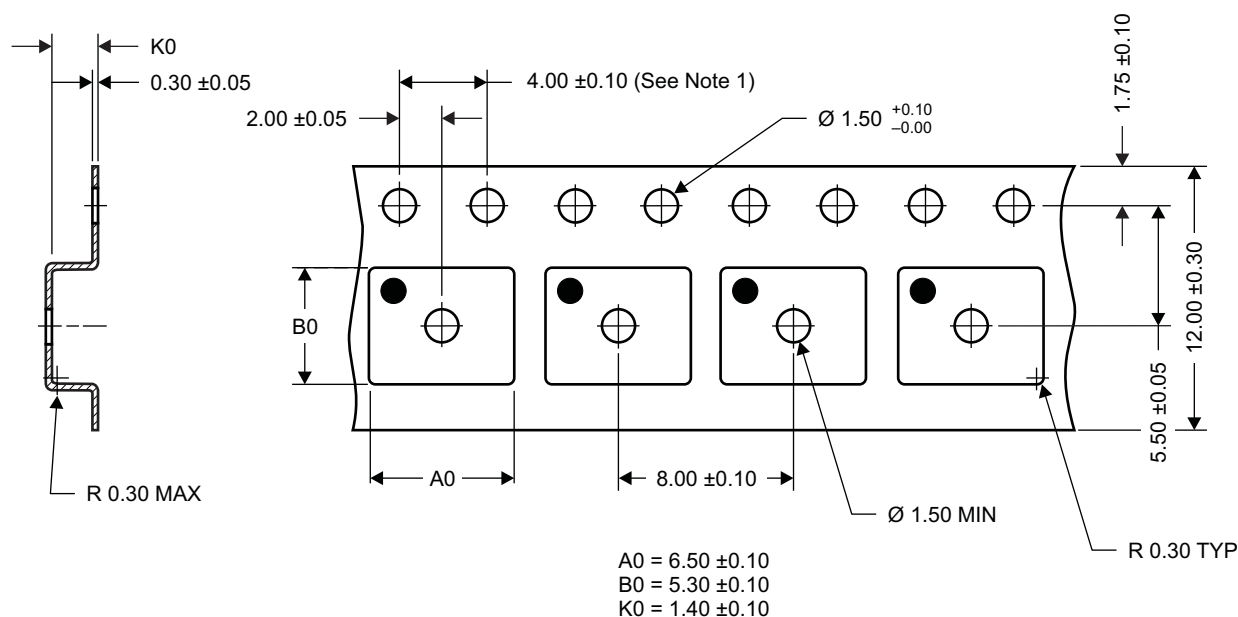 K0
0.30 ±0.05
4.00 ±0.10 (See Note 1)
2.00 ±0.05
Ø 1.50 +0.10
–0.00
1.75 ±0.10
12.00 ±0.30
5.50 ±0.05
B0
A0
8.00 ±0.10
R 0.30 MAX
Ø 1.50 MIN
R 0.30 TYP
A0 = 6.50 ±0.10
B0 = 5.30 ±0.10
K0 = 1.40 ±0.10